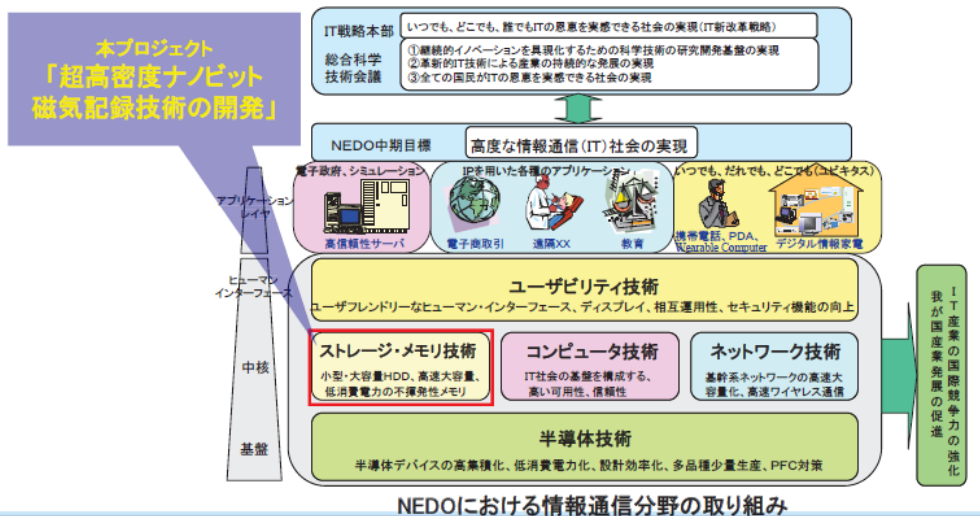 本プロジェクト
「超高密度ナノビット
磁気記録技術の開発」
IT戦略本部
いつでも、どこでも、誰でもITの恩恵を実感できる社会の実現(IT新改革戦略)
総合科学
技術会議
①継続的イノベーションを具現化するための科学技術の研究開発基盤の実現
②革新的IT技術による産業の持続的な発展の実現
③全ての国民がITの恩恵を実感できる社会の実現
NEDO中期目標
高度な情報通信(IT)社会の実現
アプリケーション
レイヤ
電子政府、シミュレーション
高信頼性サーバ
IPを用いた各種のアプリケーション
電子商取引
遠隔XX
教育
いつでも、だれでも、どこでも(ユビキタス)
携帯電話、PDA、
Wearable Computer
デジタル情報家電
ヒューマン
インターフェース
中核
基盤
ユーザビリティ技術
ユーザフレンドリーなヒューマン・インターフェース、ディスプレイ、相互運用性、セキュリティ機能の向上
ストレージ・メモリ技術
小型・大容量HDD、高速大容量、
低消費電力の不揮発性メモリ
コンピュータ技術
IT社会の基盤を構成する、
高い可用性、信頼性
ネットワーク技術
基幹系ネットワークの高速大
容量化、高速ワイヤレス通信
半導体技術
半導体デバイスの高集積化、低消費電力化、設計効率化、多品種少量生産、PFC対策
IT産業の国際競争力の強化
我が国産業発展の促進
NEDOにおける情報通信分野の取り組み